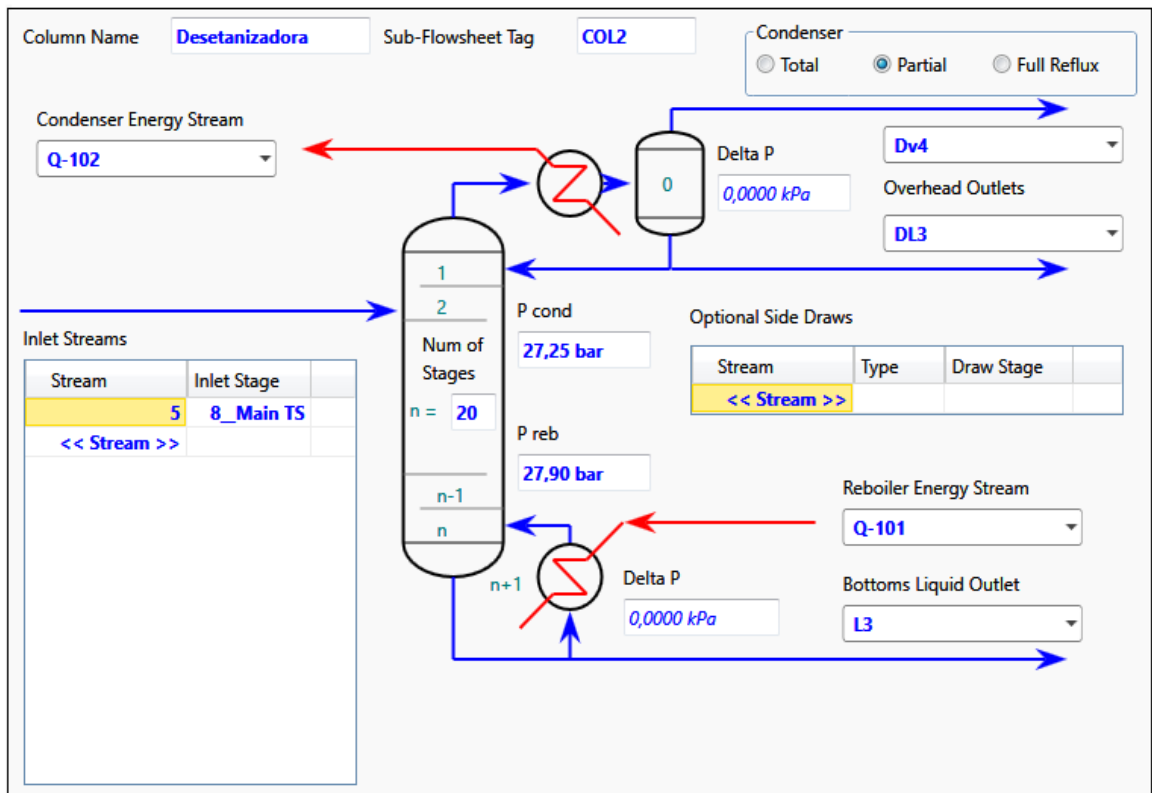 Column Name Desetanizadora Sub-Flowsheet Tag COL2
Condenser
Total Partial Full Reflux
Condenser Energy Stream
Q-102
0
Delta P
0,0000 kPa
Dv4
Overhead Outlets
DL3
1
2
Num of
Stages
n = 20
n-1
n
n+1
P cond
27,25 bar
P reb
27,90 bar
Inlet Streams
Stream Inlet Stage
5 8__Main TS
<< Stream >>
Optional Side Draws
Stream Type Draw Stage
<< Stream >>
Reboiler Energy Stream
Q-101
Delta P
0,0000 kPa
Bottoms Liquid Outlet
L3